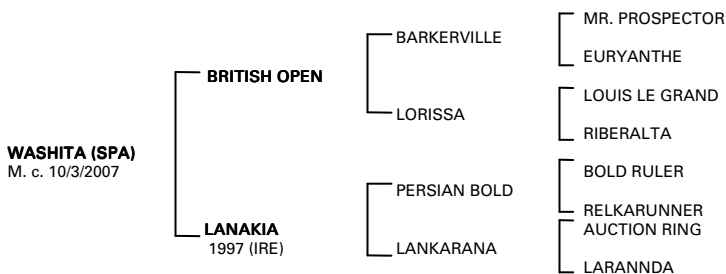 MR. PROSPECTOR
BARKERVILLE
EURYANTHE
BRITISH OPEN
LOUIS LE GRAND
LORISSA
RIBERALTA
WASHITA (SPA)
M. c. 10/3/2007
BOLD RULER
PERSIAN BOLD
RELKARUNNER
LANAKIA
1997 (IRE)
AUCTION RING
LANKARANA
LARANNDA